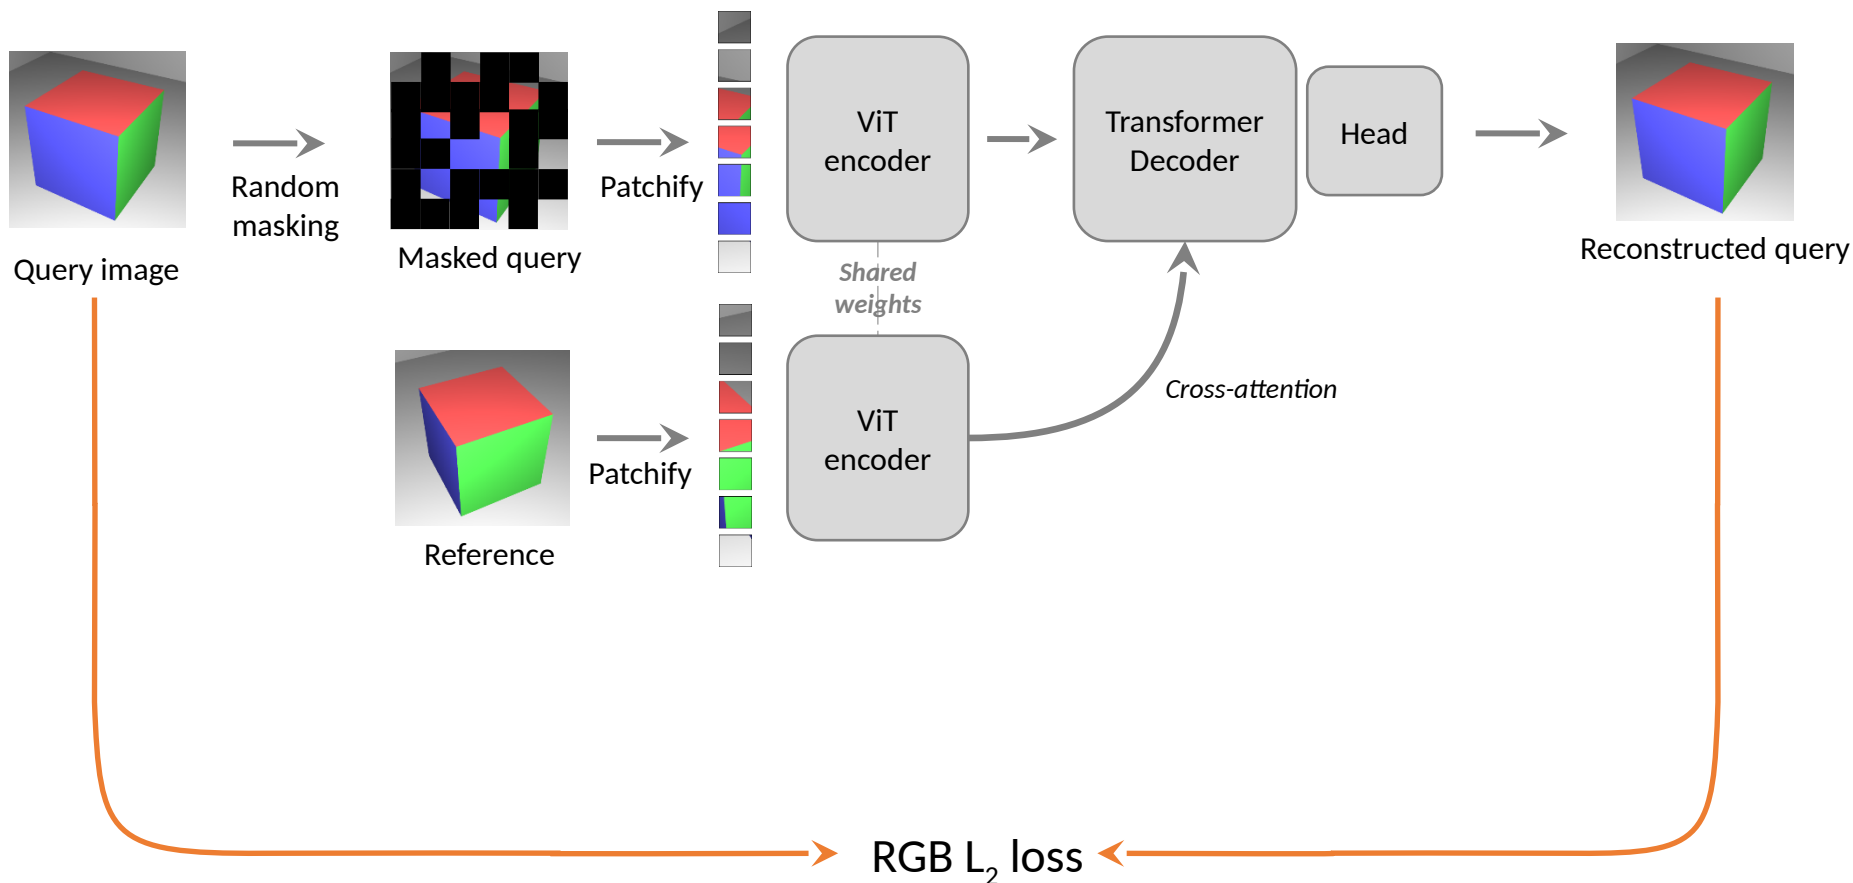 Query image
Random
masking
Masked query
Patchify
ViT
encoder
Transformer
Decoder
Head
Reconstructed query
Shared
weights
Reference
Patchify
ViT
encoder
Cross-attention
RGB L2 loss